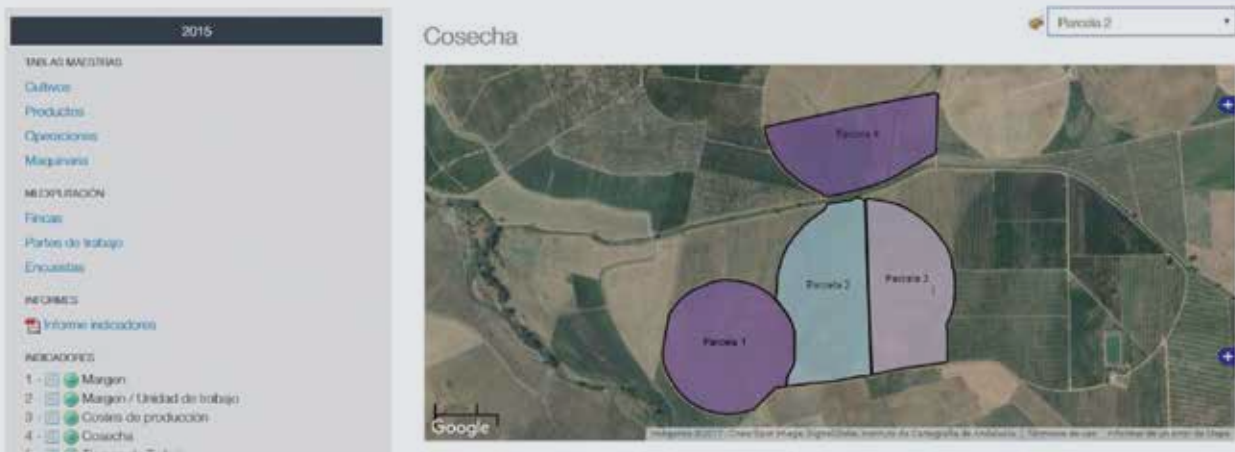 2015
TABLAS MAESTRAS
Cultivos
Productos
Operaciones
Maquinaria
MI EXPLOTACIÓN
Fincas
Partes de trabajo
Encuestas
INFORMES
Informe indicadores
INDICADORES
1 - Margen
2 Margen / Unidad de trabajo
3 - Costes de producción
4 - Cosecha
Cosecha
Parcela 2
Parcela 4
Parcela 2
Parcela 3
Parcela 1
Google